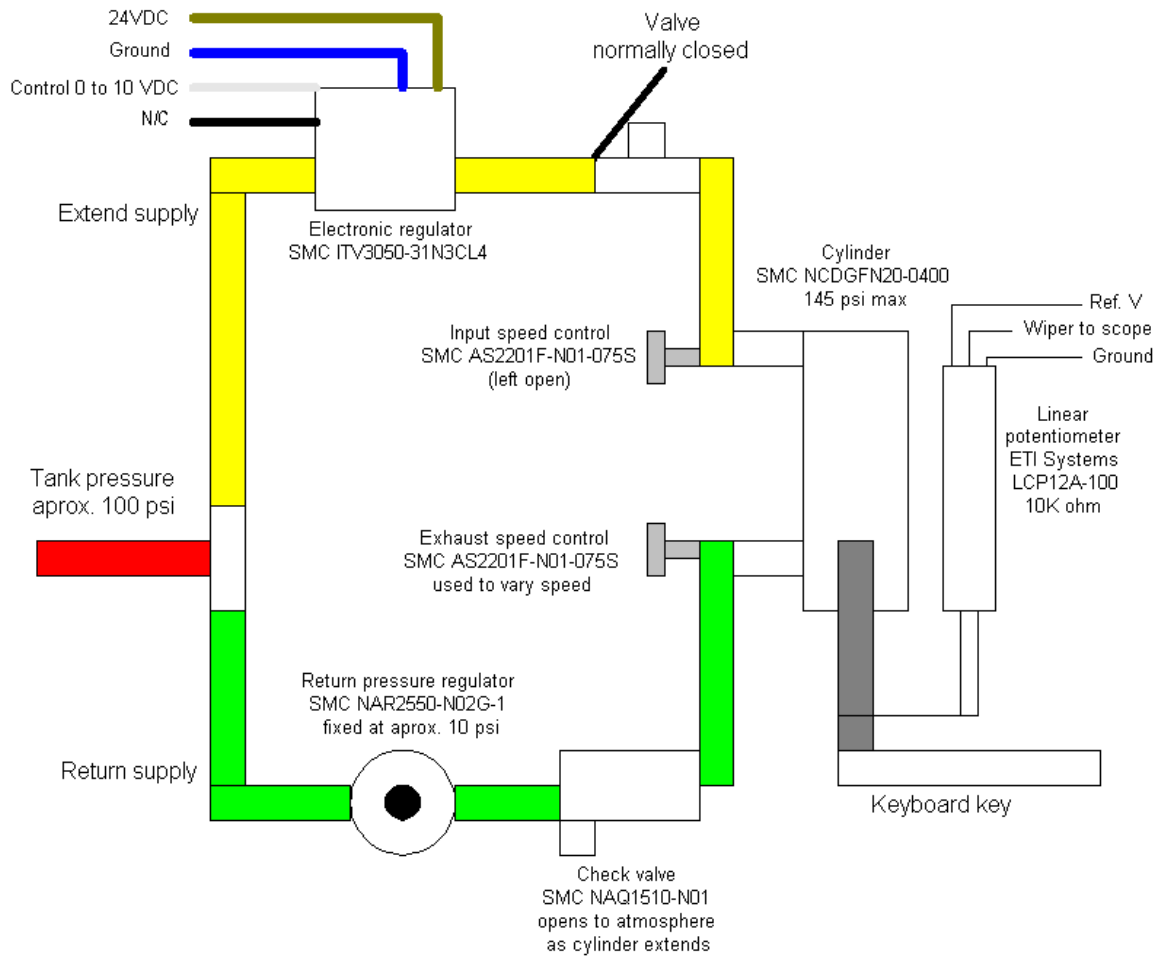 24VDC
Ground
Control 0 to 10 VDC
N/C
Valve
normally closed
Extend supply
Electronic regulator
SMC ITV3050-31N3CL4
Cylinder
SMC NCDGFN20-0400
145 psi max
Ref. V
Wiper to scope
Ground
Input speed control
SMC AS2201F-N01-075S
(left open)
Linear
potentiometer
ETI Systems
LCP12A-100
10K ohm
Tank pressure
aprox. 100 psi
Exhaust speed control
SMC AS2201F-N01-075S
used to vary speed
Return pressure regulator
SMC NAR2550-N02G-1
fixed at aprox. 10 psi
Return supply
Keyboard key
Check valve
SMC NAQ1510-N01
opens to atmosphere
as cylinder extends